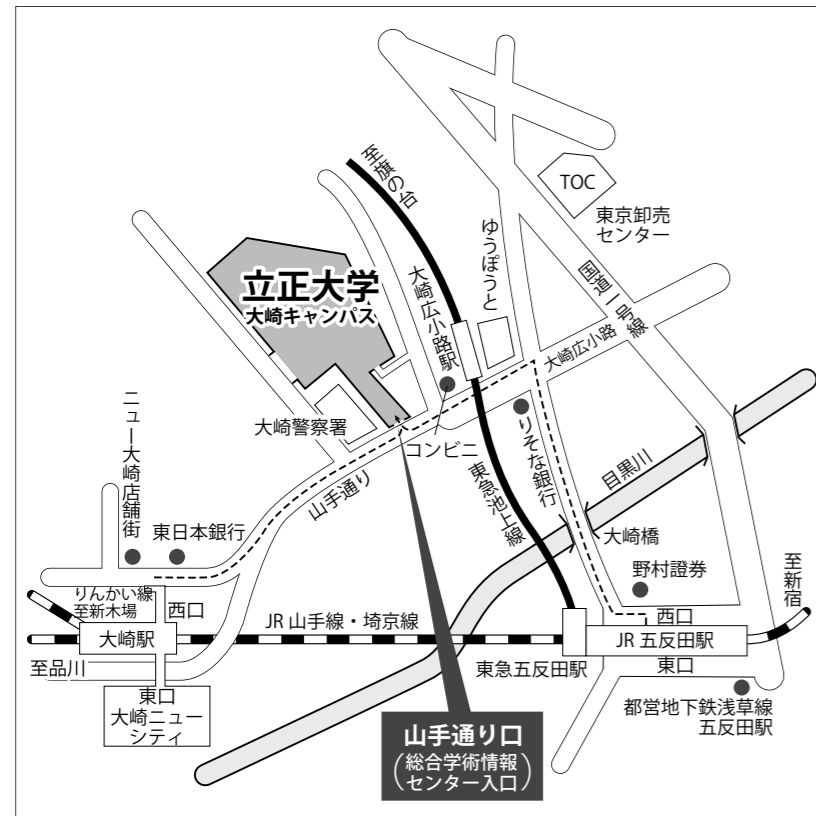 至旗の台
TOC
東京卸売
センター
ゆうぽうと
国道一号線
立正大学
大崎キャンパス
大崎広小路駅
大崎広小路
大崎警察署
コンビニ
りそな銀行
目黒川
ニュー大崎店舗街
東日本銀行
山手通り
東急池上線
大崎橋
野村證券
至新宿
りんかい線
至新木場
西口
大崎駅
JR 山手線・埼京線
西口
JR 五反田駅
東急五反田駅
東口
至品川
東口
大崎ニュー
シティ
都営地下鉄浅草線
五反田駅
山手通り口
(総合学術情報
センター入口)